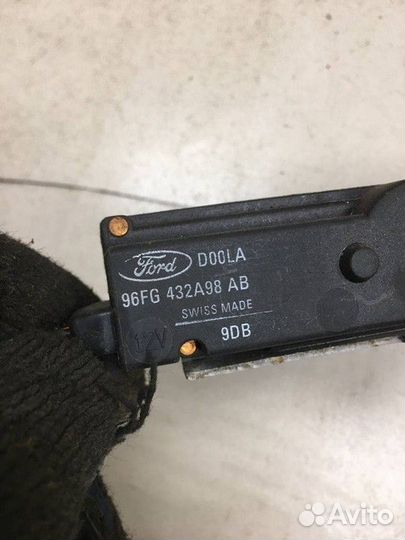 Ford D00LA
96FG 432A98 AB
SWISS MADE
12V 9DB
Avito